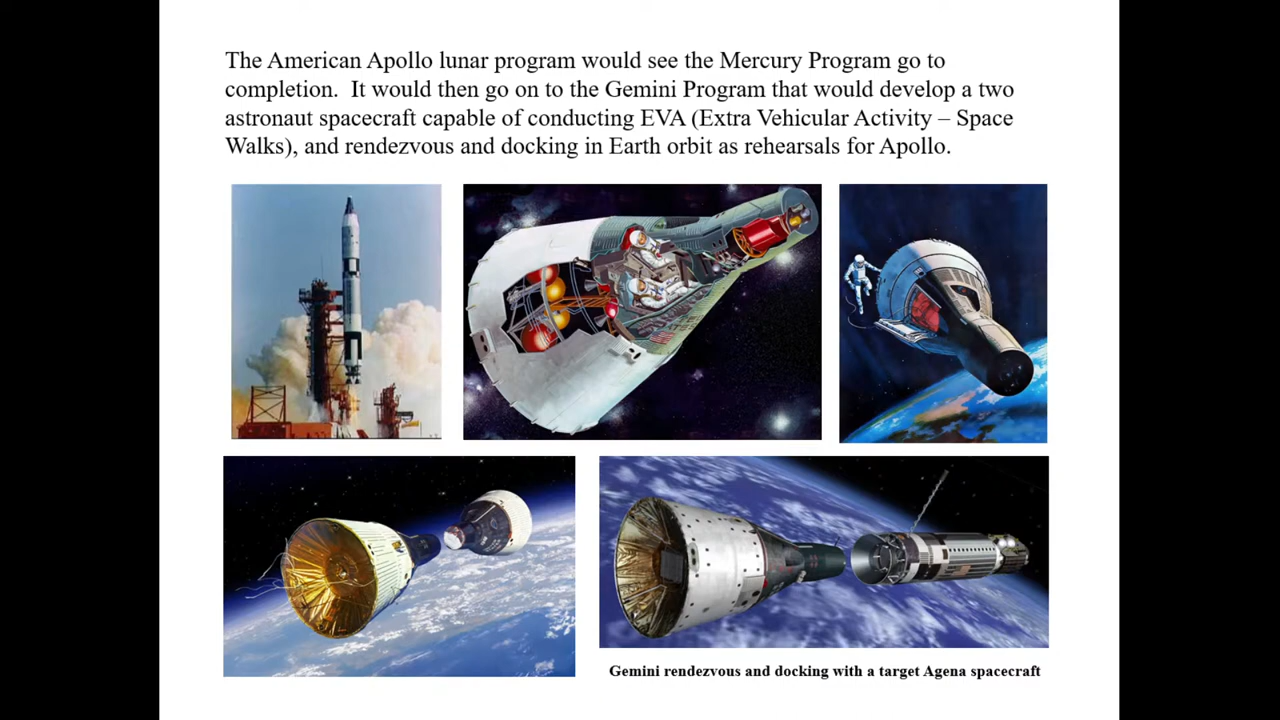 The American Apollo lunar program would see the Mercury Program go to
completion.  It would then go on to the Gemini Program that would develop a two
astronaut spacecraft capable of conducting EVA (Extra Vehicular Activity – Space
Walks), and rendezvous and docking in Earth orbit as rehearsals for Apollo.
Gemini rendezvous and docking with a target Agena spacecraft